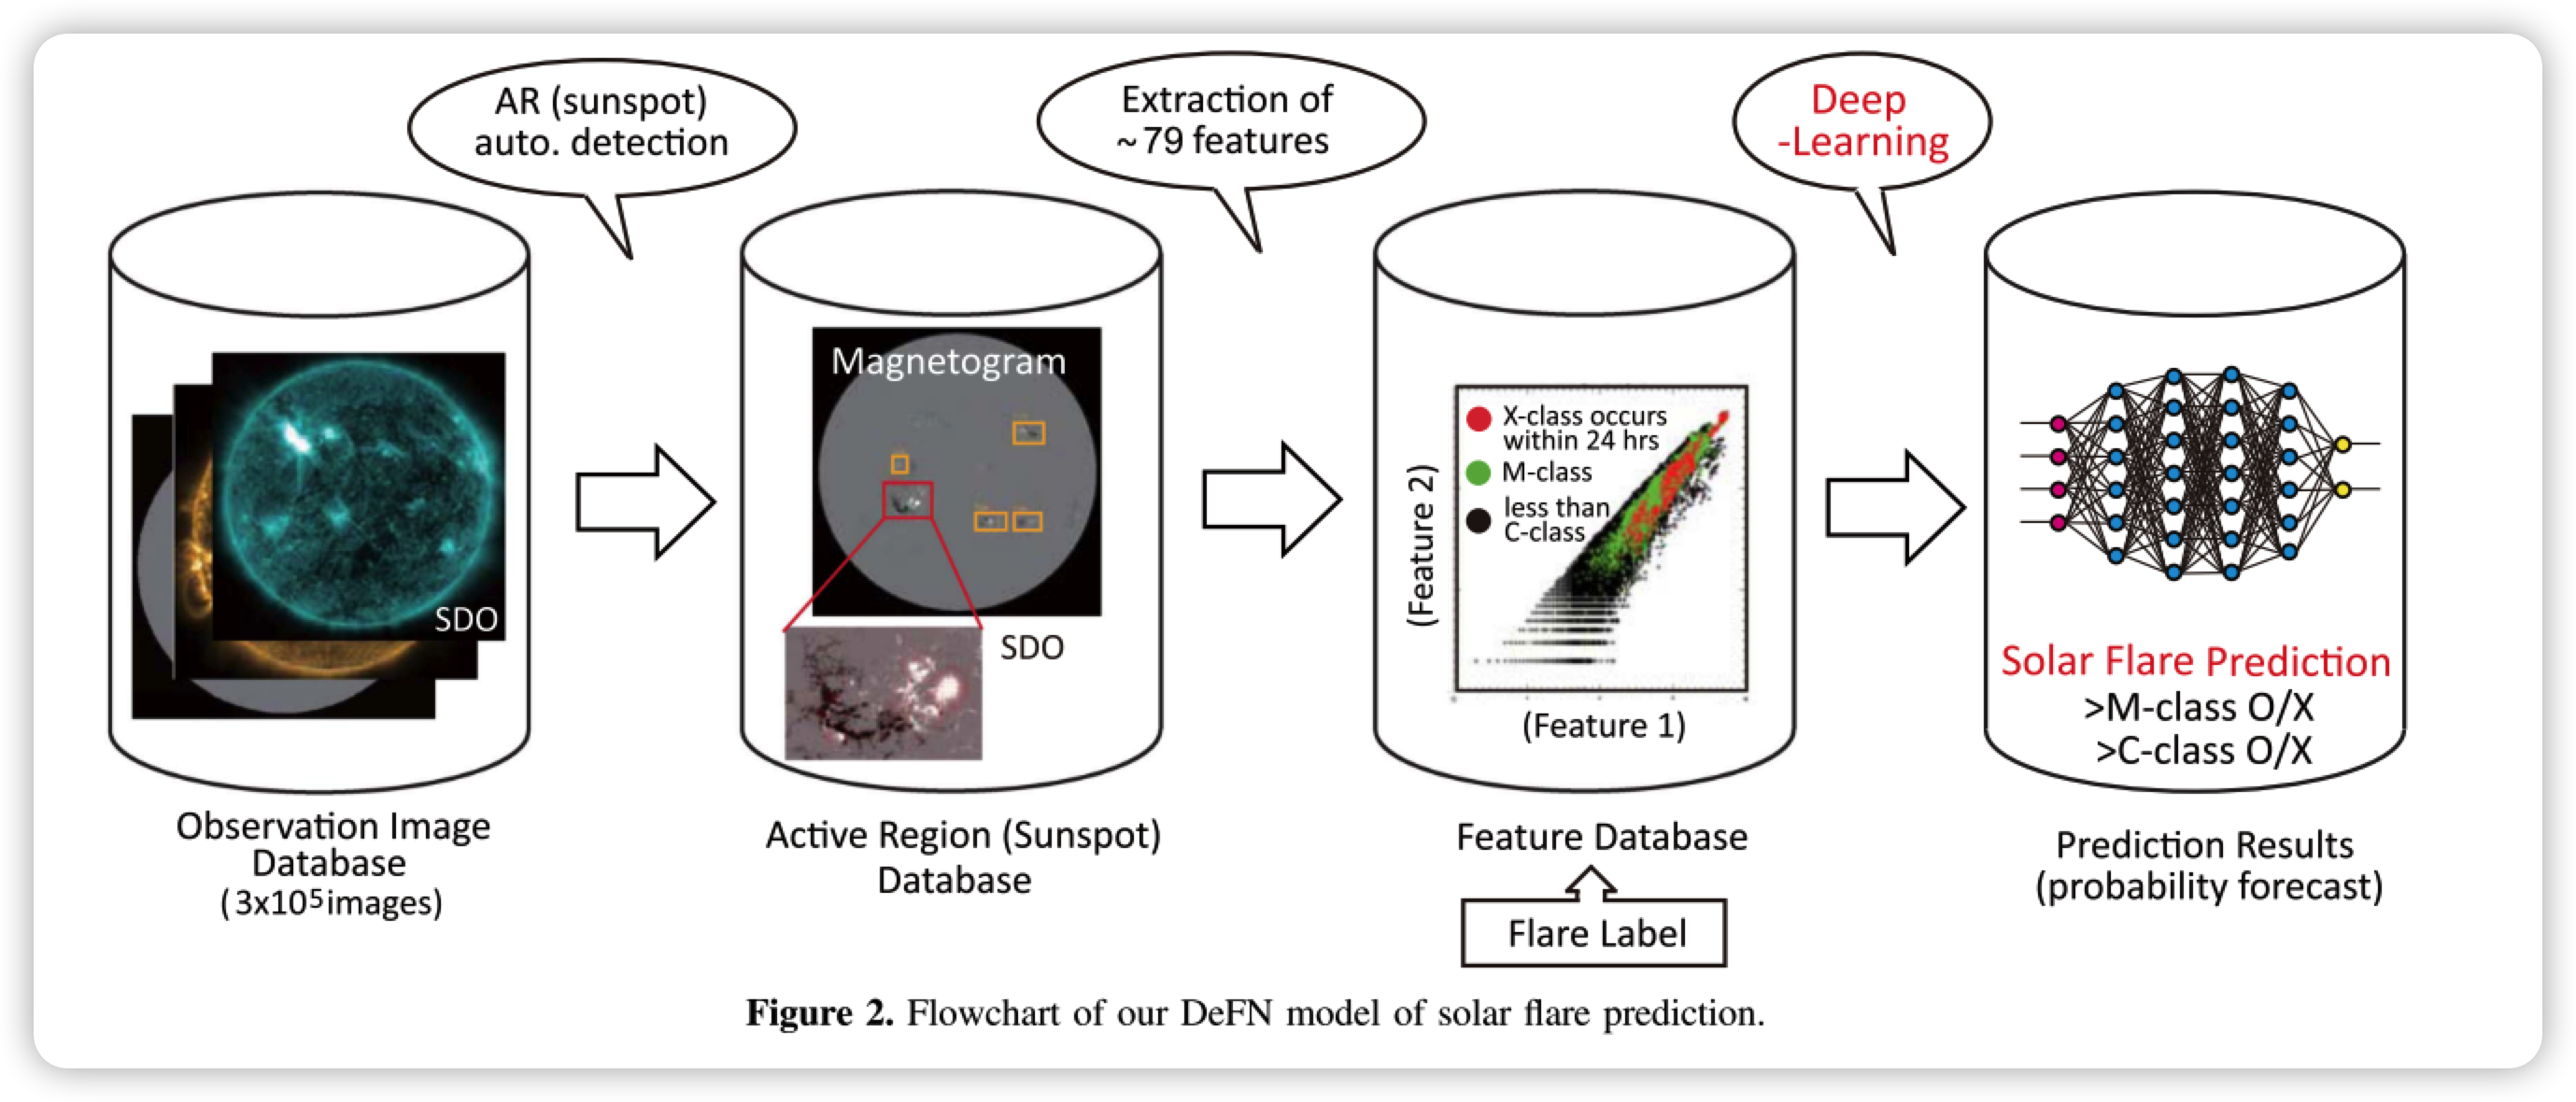 AR (sunspot)
auto. detection
Extraction of
~79 features
Deep
-Learning
SDO
Magnetogram
SDO
X-class occurs
within 24 hrs
M-class
less than
C-class
(Feature 2)
(Feature 1)
Solar Flare Prediction
>M-class O/X
>C-class O/X
Observation Image
Database
(3x10⁵images)
Active Region (Sunspot)
Database
Feature Database
Flare Label
Prediction Results
(probability forecast)
Figure 2. Flowchart of our DeFN model of solar flare prediction.